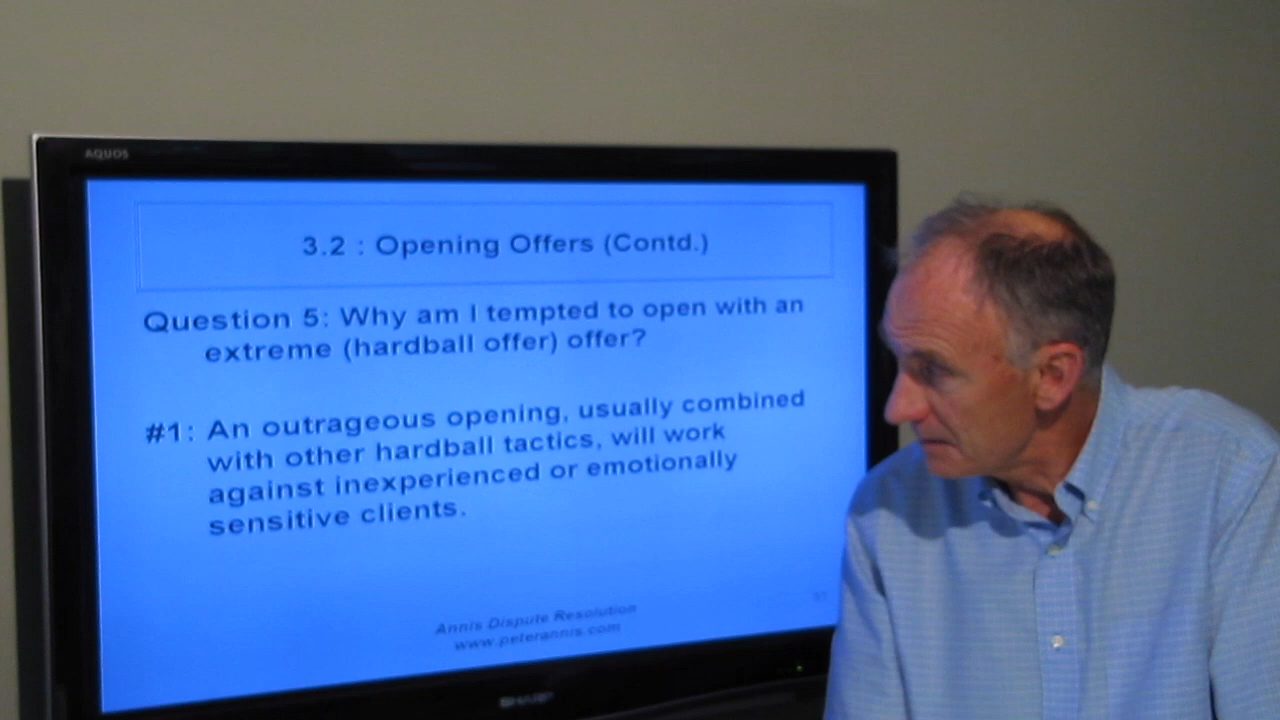 AQUOS
3.2 : Opening Offers (Contd.)
Question 5: Why am I tempted to open with an
extreme (hardball offer) offer?
#1: An outrageous opening, usually combined
with other hardball tactics, will work
against inexperienced or emotionally
sensitive clients.
Annis Dispute Resolution
www.peterannis.com
SHARP